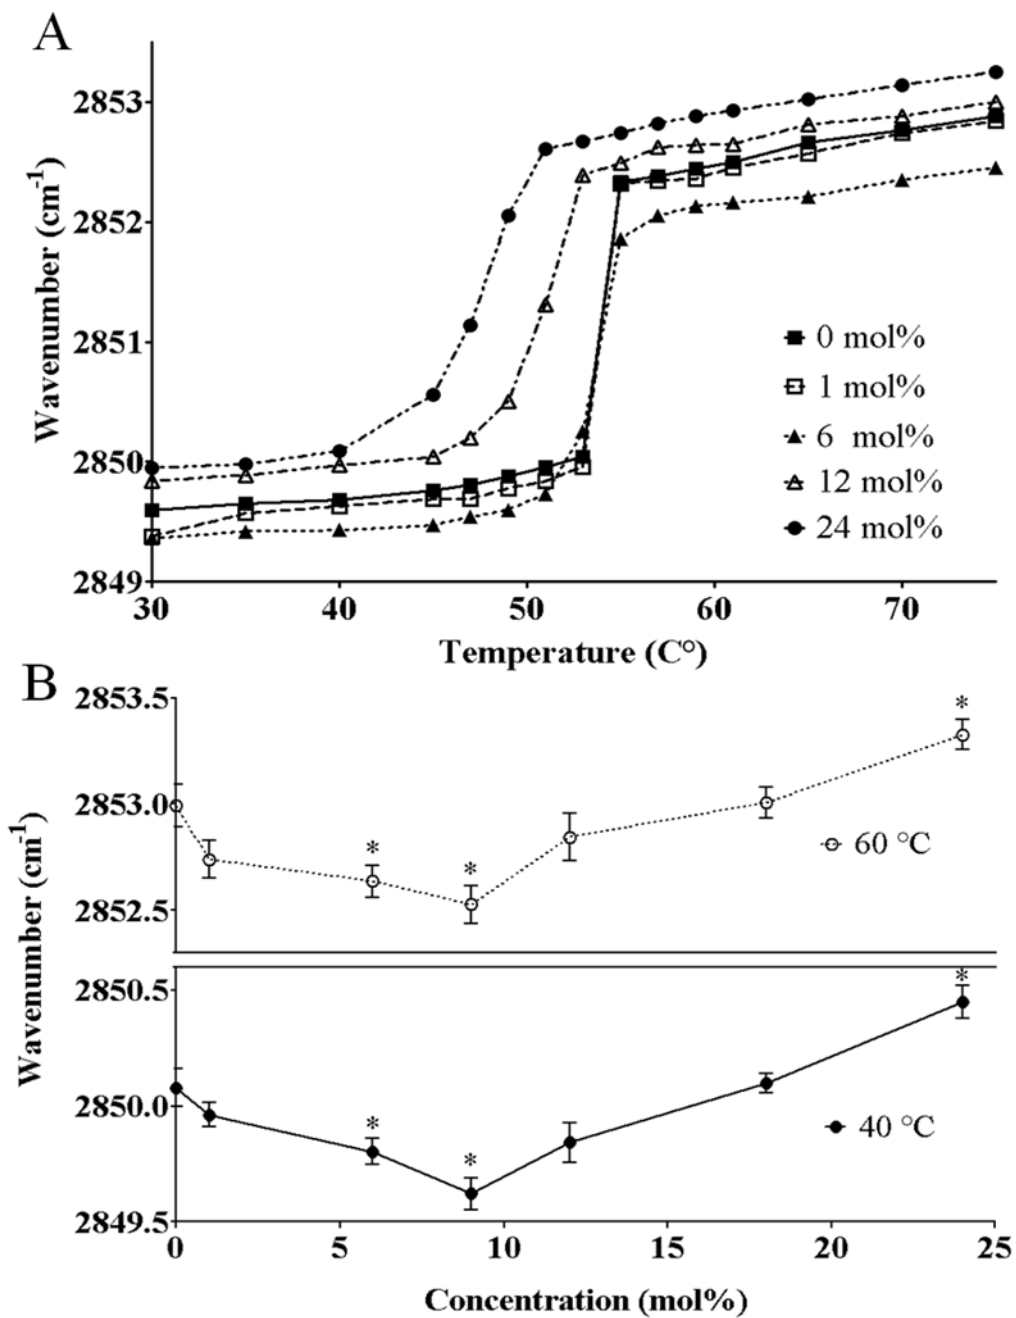 A
2853
2852
2851
2850
2849
Wavenumber (cm-1)
0 mol%
1 mol%
6 mol%
12 mol%
24 mol%
30 40 50 60 70
Temperature (C°)
B
2853.5
*
2853.0
* *
60 °C
2852.5
Wavenumber (cm-1)
*
2850.5
2850.0
* *
40 °C
2849.5
0 5 10 15 20 25
Concentration (mol%)